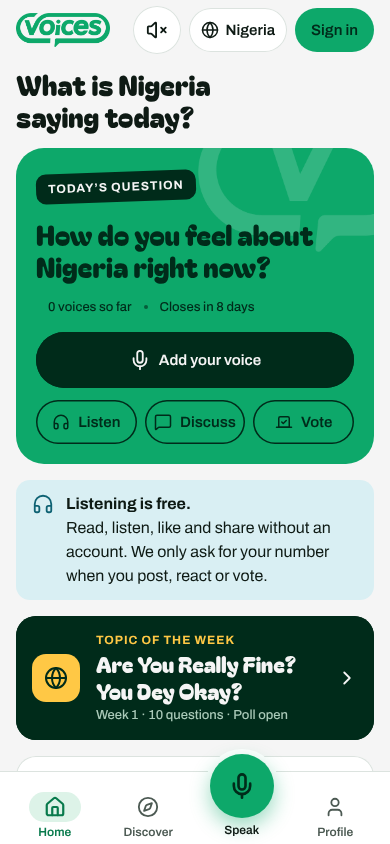 Voices
Nigeria
Sign in
What is Nigeria
saying today?
TODAY'S QUESTION
How do you feel about
Nigeria right now?
0 voices so far • Closes in 8 days
Add your voice
Listen
Discuss
Vote
Listening is free.
Read, listen, like and share without an
account. We only ask for your number
when you post, react or vote.
TOPIC OF THE WEEK
Are You Really Fine?
You Dey Okay?
Week 1 · 10 questions · Poll open
Home
Discover
Speak
Profile